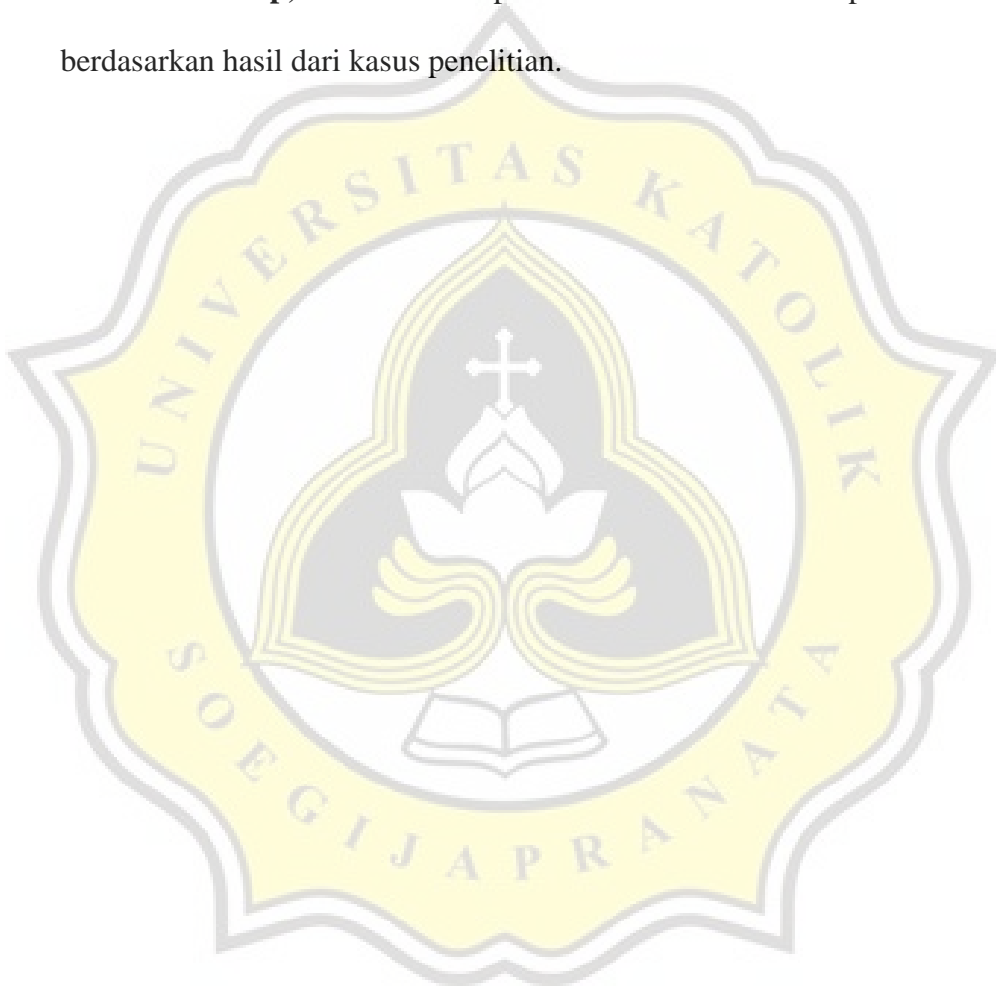 berdasarkan hasil dari kasus penelitian.
UNIVERSITAS KATOLIK
SOEGIJAPRANATA